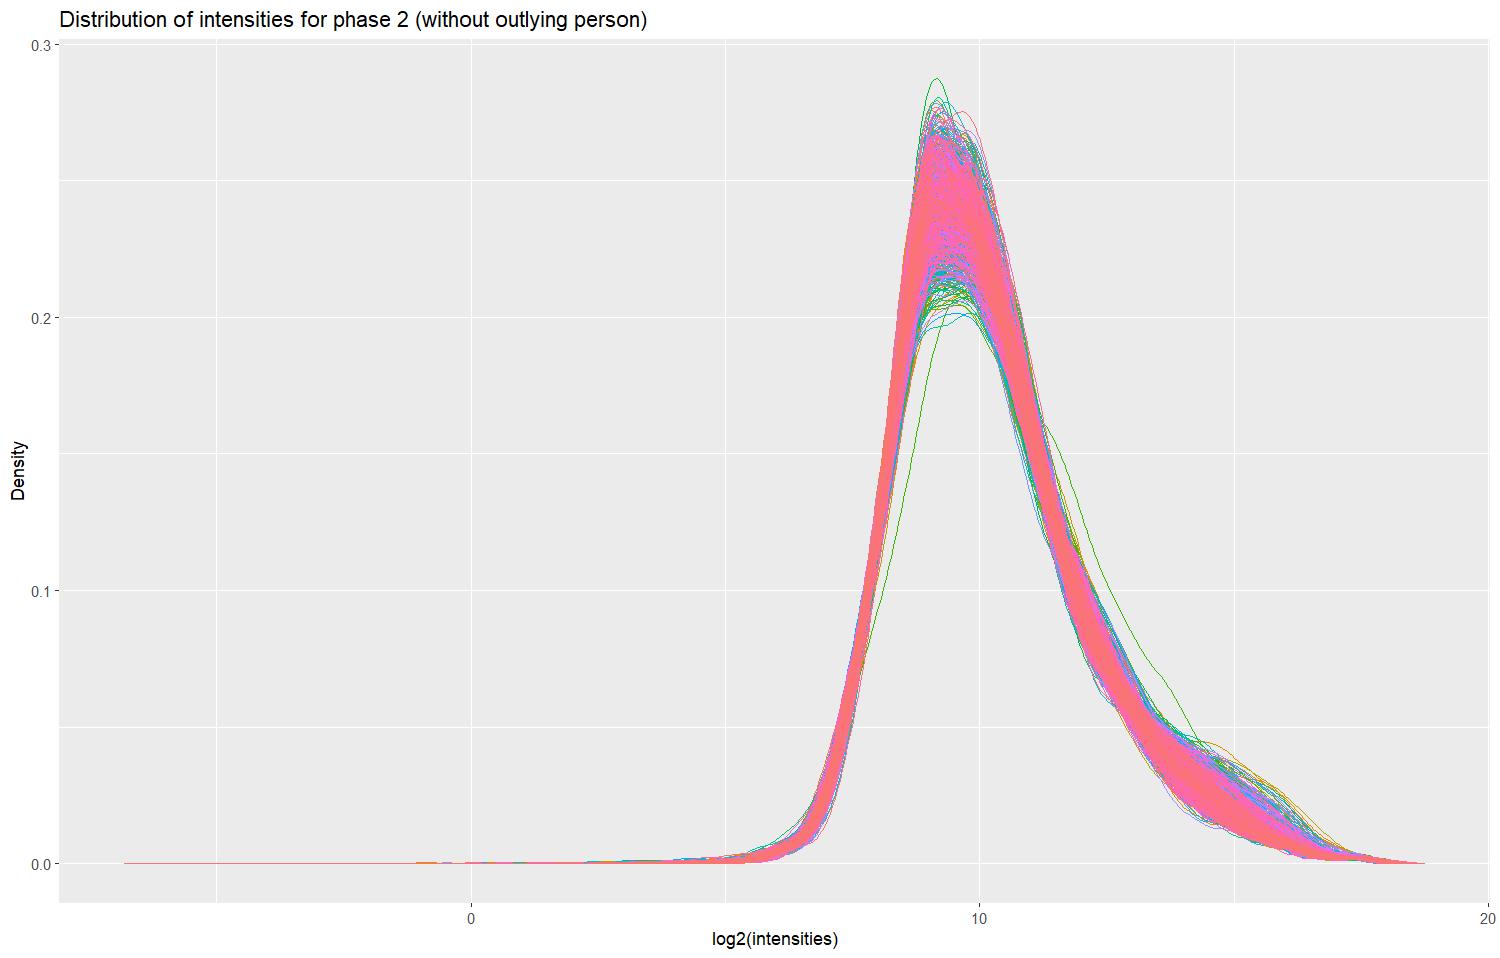 Distribution of intensities for phase 2 (without outlying person)
0.3
0.2
0.1
0.0
Density
0
10
20
log2(intensities)